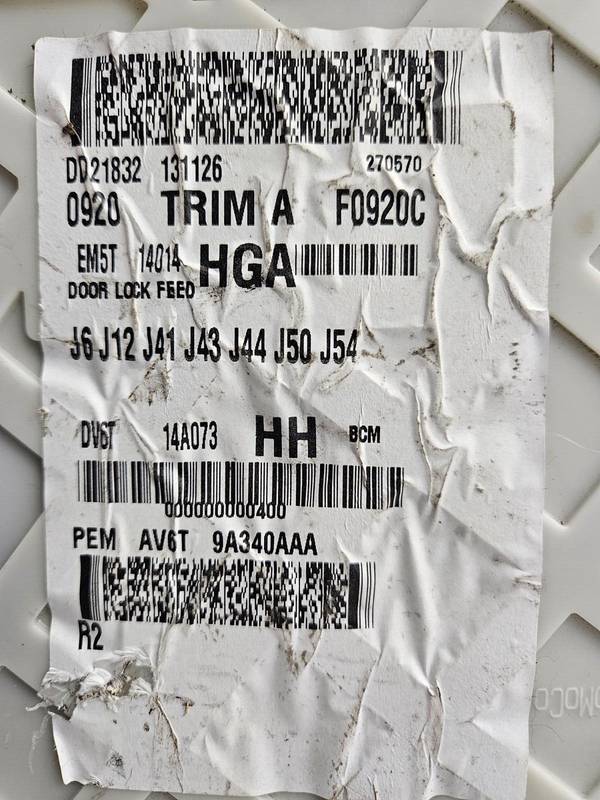 DD21832 131126 270570
0920 TRIM A F0920C
EM5T 14014 HGA
DOOR LOCK FEED
J6 J12 J41 J43 J44 J50 J54
DV6T 14A073 HH BCM
000000000400
PEM AV6T 9A340AAA
R2
OMOCO